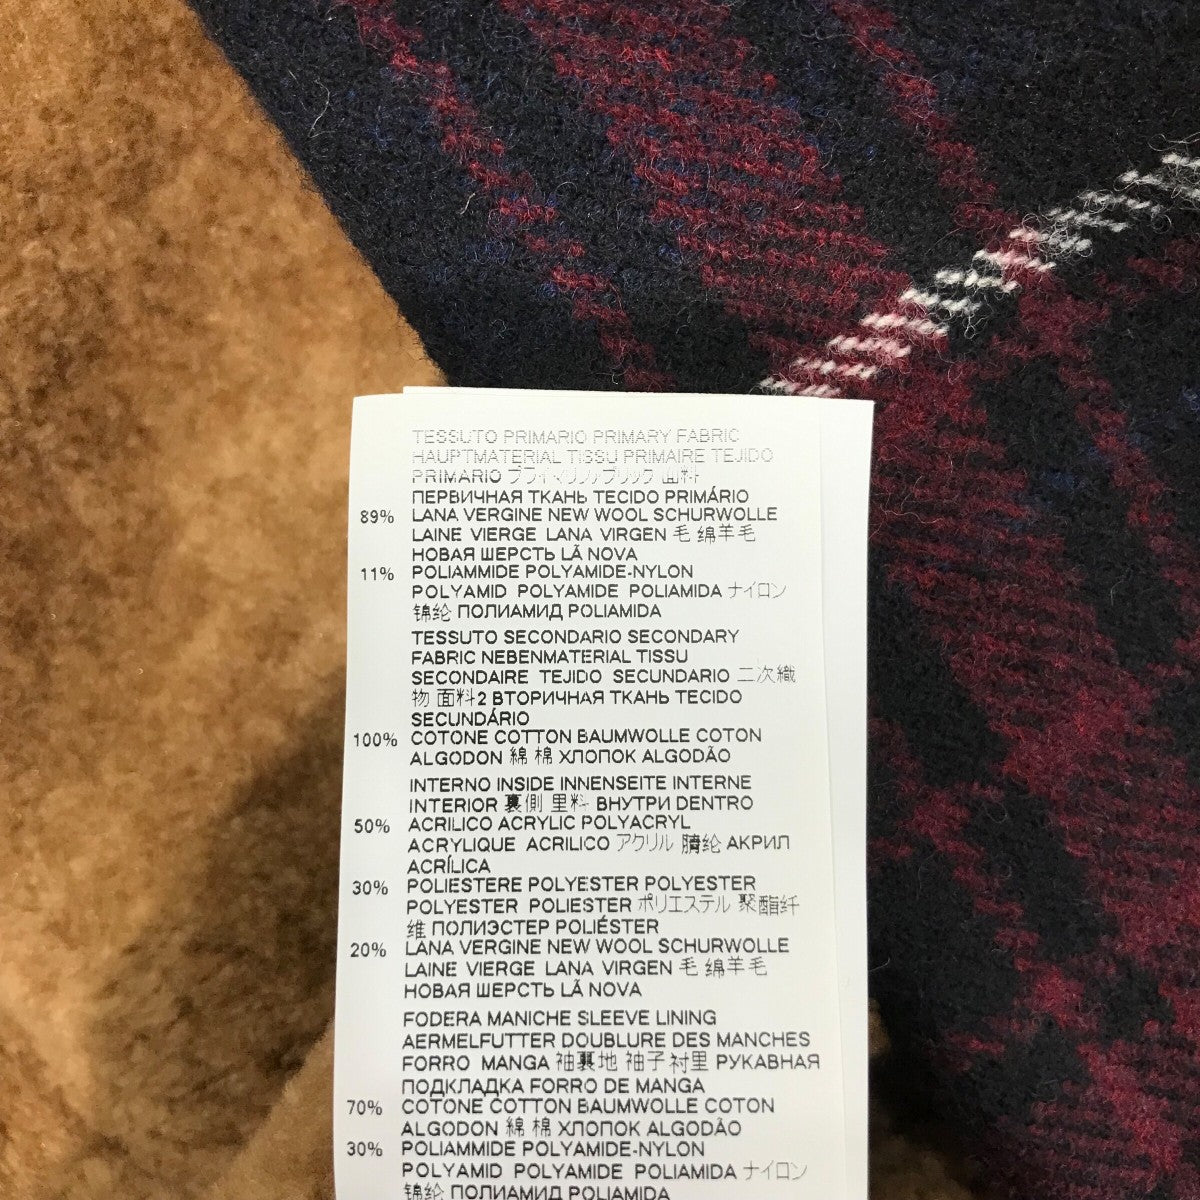 TESSUTO PRIMARIO PRIMARY FABRIC
HAUPTMATERIAL TISSU PRIMAIRE TEJIDO
PRIMARIO プライマリファブリック 面料
ПЕРВИЧНАЯ ТКАНЬ TECIDO PRIMÁRIO
89% LANA VERGINE NEW WOOL SCHURWOLLE
LAINE VIERGE LANA VIRGEN 毛 绵羊毛
НОВАЯ ШЕРСТЬ LÃ NOVA
11% POLIAMMIDE POLYAMIDE-NYLON
POLYAMID POLYAMIDE POLIAMIDA ナイロン
锦纶 ПОЛИАМИД POLIAMIDA
TESSUTO SECONDARIO SECONDARY
FABRIC NEBENMATERIAL TISSU
SECONDAIRE TEJIDO SECUNDARIO 二次織
物 面料2 ВТОРИЧНАЯ ТКАНЬ TECIDO
SECUNDÁRIO
100% COTONE COTTON BAUMWOLLE COTON
ALGODON 綿 棉 ХЛОПОК ALGODÃO
INTERNO INSIDE INNENSEITE INTERNE
INTERIOR 裏側 里料 ВНУТРИ DENTRO
50% ACRILICO ACRYLIC POLYACRYL
ACRYLIQUE ACRILICO アクリル 腈纶 АКРИЛ
ACRÍLICA
30% POLIESTERE POLYESTER POLYESTER
POLYESTER POLIESTER ポリエステル 聚酯纤
维 ПОЛИЭСТЕР POLIÉSTER
20% LANA VERGINE NEW WOOL SCHURWOLLE
LAINE VIERGE LANA VIRGEN 毛 绵羊毛
НОВАЯ ШЕРСТЬ LÃ NOVA
FODERA MANICHE SLEEVE LINING
AERMELFUTTER DOUBLURE DES MANCHES
FORRO MANGA 袖裏地 袖子 衬里 РУКАВНАЯ
ПОДКЛАДКА FORRO DE MANGA
70% COTONE COTTON BAUMWOLLE COTON
ALGODON 綿 棉 ХЛОПОК ALGODÃO
30% POLIAMMIDE POLYAMIDE-NYLON
POLYAMID POLYAMIDE POLIAMIDA ナイロン
锦纶 ПОЛИАМИД POLIAMIDA